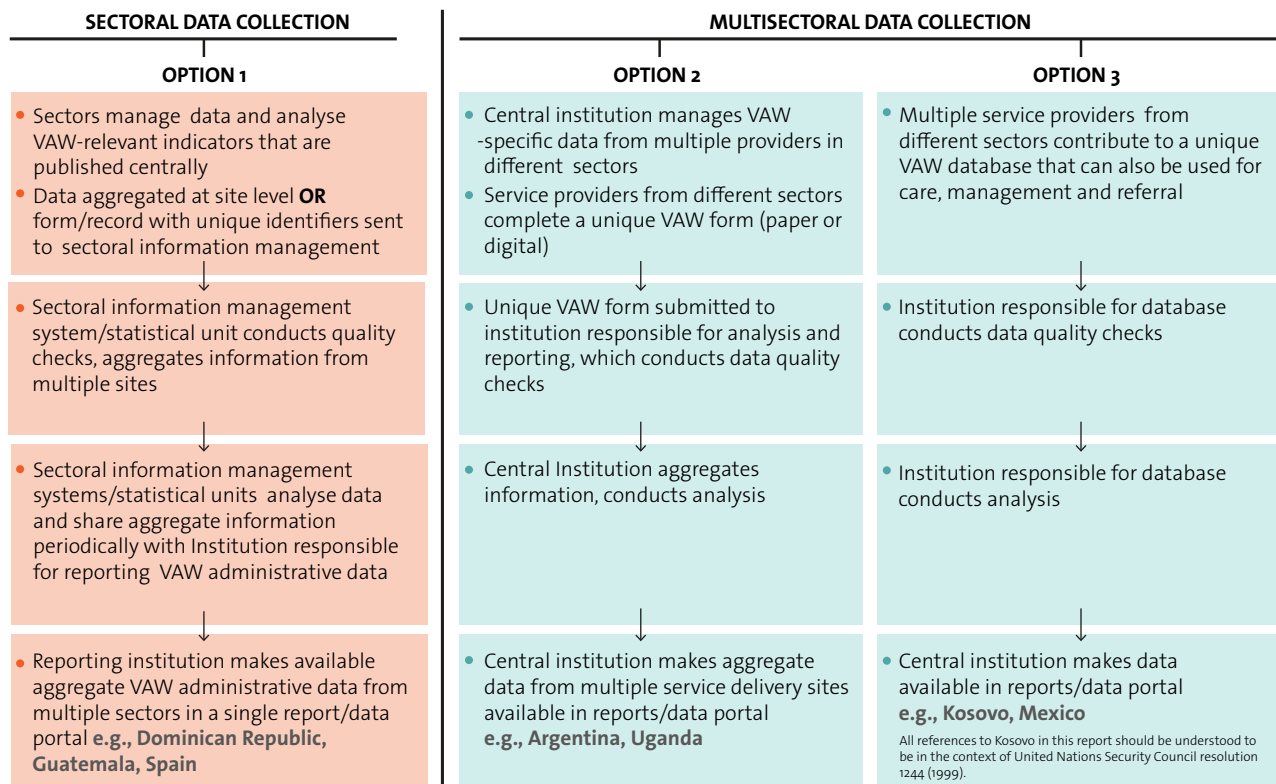 SECTORAL DATA COLLECTION
OPTION 1
• Sectors manage data and analyse
VAW-relevant indicators that are
published centrally
• Data aggregated at site level OR
form/record with unique identifiers sent
to sectoral information management
• Sectoral information management
system/statistical unit conducts quality
checks, aggregates information from
multiple sites
• Sectoral information management
systems/statistical units analyse data
and share aggregate information
periodically with Institution responsible
for reporting VAW administrative data
• Reporting institution makes available
aggregate VAW administrative data from
multiple sectors in a single report/data
portal e.g., Dominican Republic,
Guatemala, Spain
MULTISECTORAL DATA COLLECTION
OPTION 2
• Central institution manages VAW
-specific data from multiple providers in
different sectors
• Service providers from different sectors
complete a unique VAW form (paper or
digital)
• Unique VAW form submitted to
institution responsible for analysis and
reporting, which conducts data quality
checks
• Central Institution aggregates
information, conducts analysis
• Central institution makes aggregate
data from multiple service delivery sites
available in reports/data portal
e.g., Argentina, Uganda
OPTION 3
• Multiple service providers from
different sectors contribute to a unique
VAW database that can also be used for
care, management and referral
• Institution responsible for database
conducts data quality checks
• Institution responsible for database
conducts analysis
• Central institution makes data
available in reports/data portal
e.g., Kosovo, Mexico
All references to Kosovo in this report should be understood to
be in the context of United Nations Security Council resolution
1244 (1999).